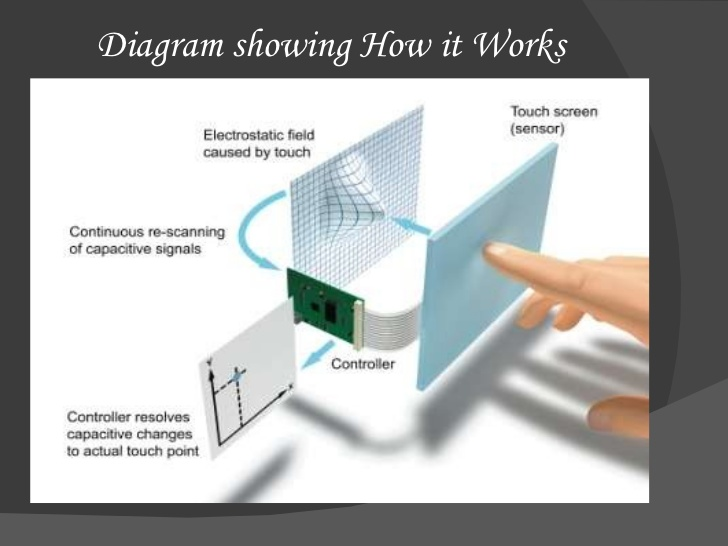 Diagram showing How it Works
Touch screen
(sensor)
Electrostatic field
caused by touch
Continuous re-scanning
of capacitive signals
Controller
Y
X
Controller resolves
capacitive changes
to actual touch point